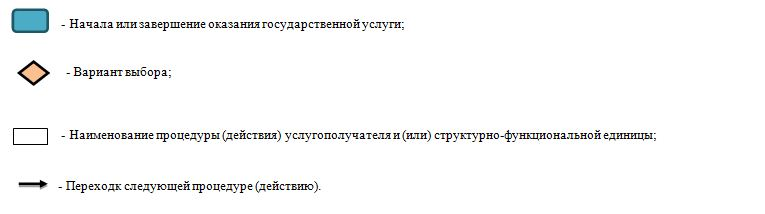 - Начала или завершение оказания государственной услуги;
- Вариант выбора;
- Наименование процедуры (действия) услугополучателя и (или) структурно-функциональной единицы;
- Переходк следующей процедуре (действию).